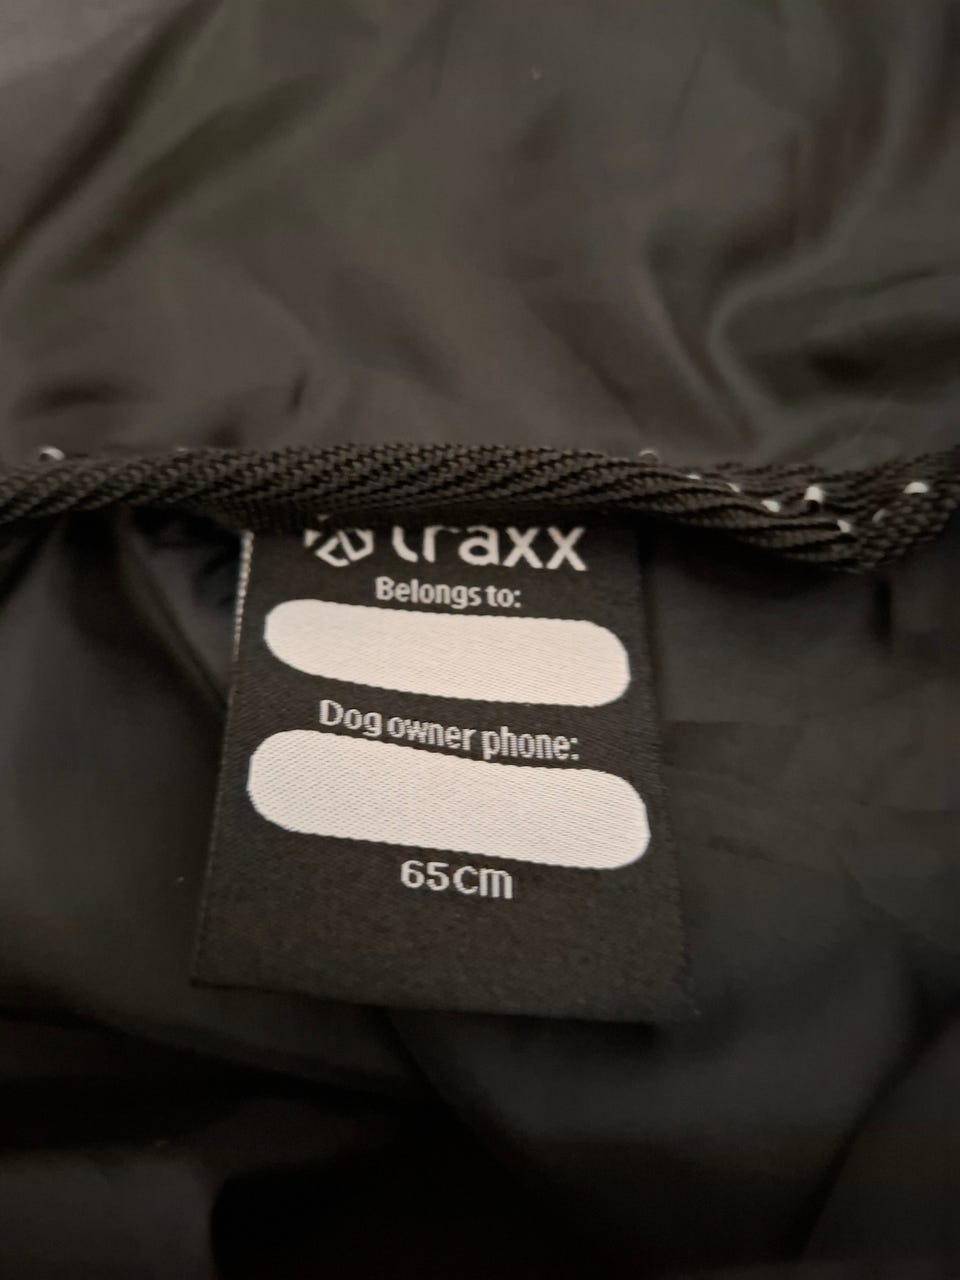 traxx
Belongs to:
Dog owner phone:
65cm